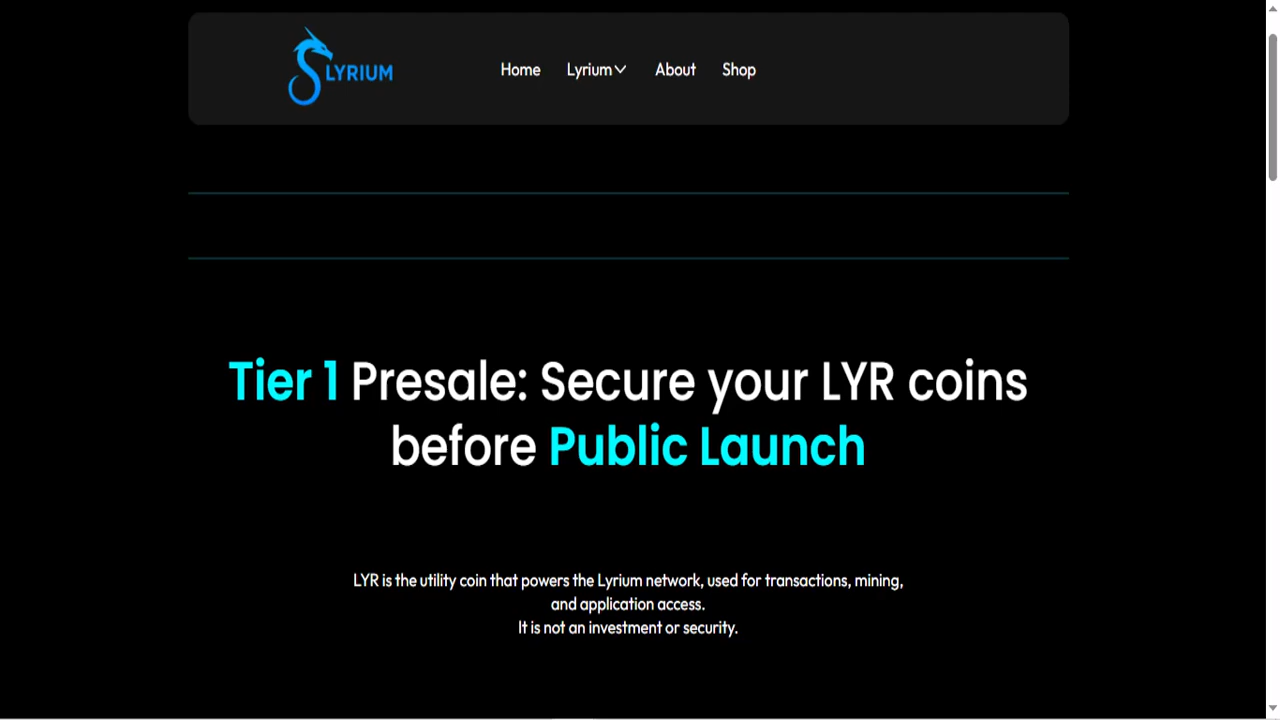 LYRIUM
Home Lyrium About Shop
Tier 1 Presale: Secure your LYR coins
before Public Launch
LYR is the utility coin that powers the Lyrium network, used for transactions, mining,
and application access.
It is not an investment or security.